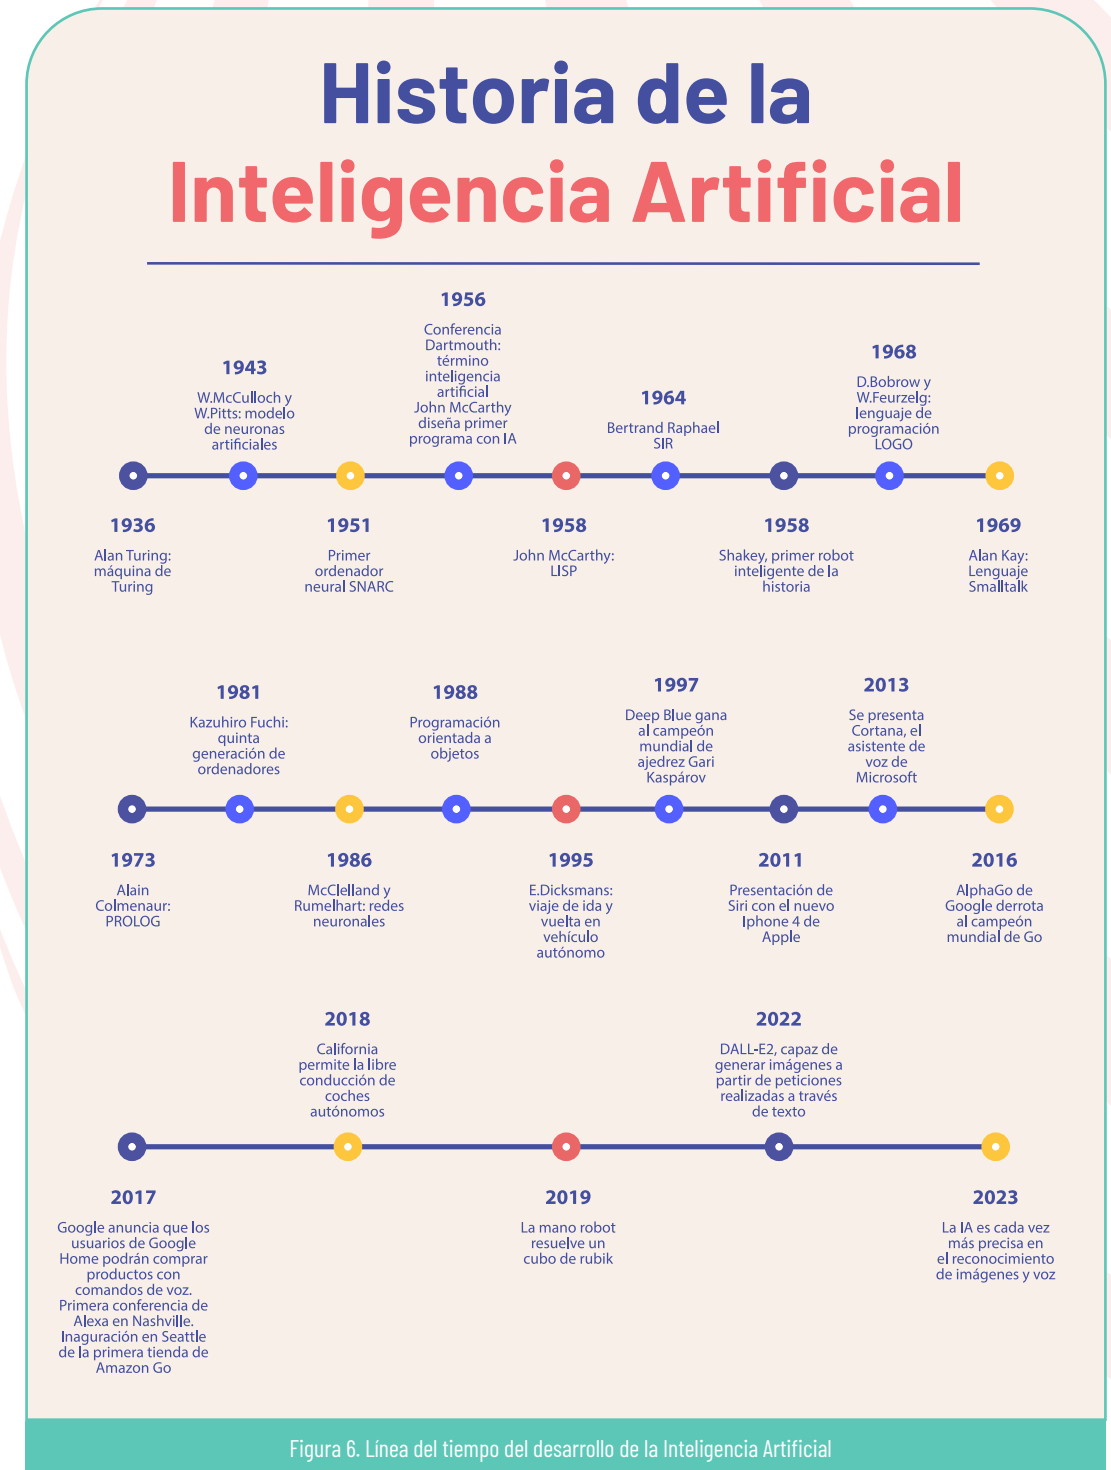 Historia de la
Inteligencia Artificial
1936
Alan Turing:
máquina de
Turing
1943
W.McCulloch y
W.Pitts: modelo
de neuronas
artificiales
1951
Primer
ordenador
neural SNARC
1956
Conferencia
Dartmouth:
término
inteligencia
artificial
John McCarthy
diseña primer
programa con IA
1958
John McCarthy:
LISP
1964
Bertrand Raphael
SIR
1958
Shakey, primer robot
inteligente de la
historia
1968
D.Bobrow y
W.Feurzelg:
lenguaje de
programación
LOGO
1969
Alan Kay:
Lenguaje
Smalltalk
1973
Alain
Colmenaur:
PROLOG
1981
Kazuhiro Fuchi:
quinta
generación de
ordenadores
1986
McClelland y
Rumelhart: redes
neuronales
1988
Programación
orientada a
objetos
1995
E.Dicksmans:
viaje de ida y
vuelta en
vehículo
autónomo
1997
Deep Blue gana
al campeón
mundial de
ajedrez Gari
Kaspárov
2011
Presentación de
Siri con el nuevo
Iphone 4 de
Apple
2013
Se presenta
Cortana, el
asistente de
voz de
Microsoft
2016
AlphaGo de
Google derrota
al campeón
mundial de Go
2017
Google anuncia que los
usuarios de Google
Home podrán comprar
productos con
comandos de voz.
Primera conferencia de
Alexa en Nashville.
Inaguración en Seattle
de la primera tienda de
Amazon Go
2018
California
permite la libre
conducción de
coches
autónomos
2019
La mano robot
resuelve un
cubo de rubik
2022
DALL-E2, capaz de
generar imágenes a
partir de peticiones
realizadas a través
de texto
2023
La IA es cada vez
más precisa en
el reconocimiento
de imágenes y voz
Figura 6. Línea del tiempo del desarrollo de la Inteligencia Artificial